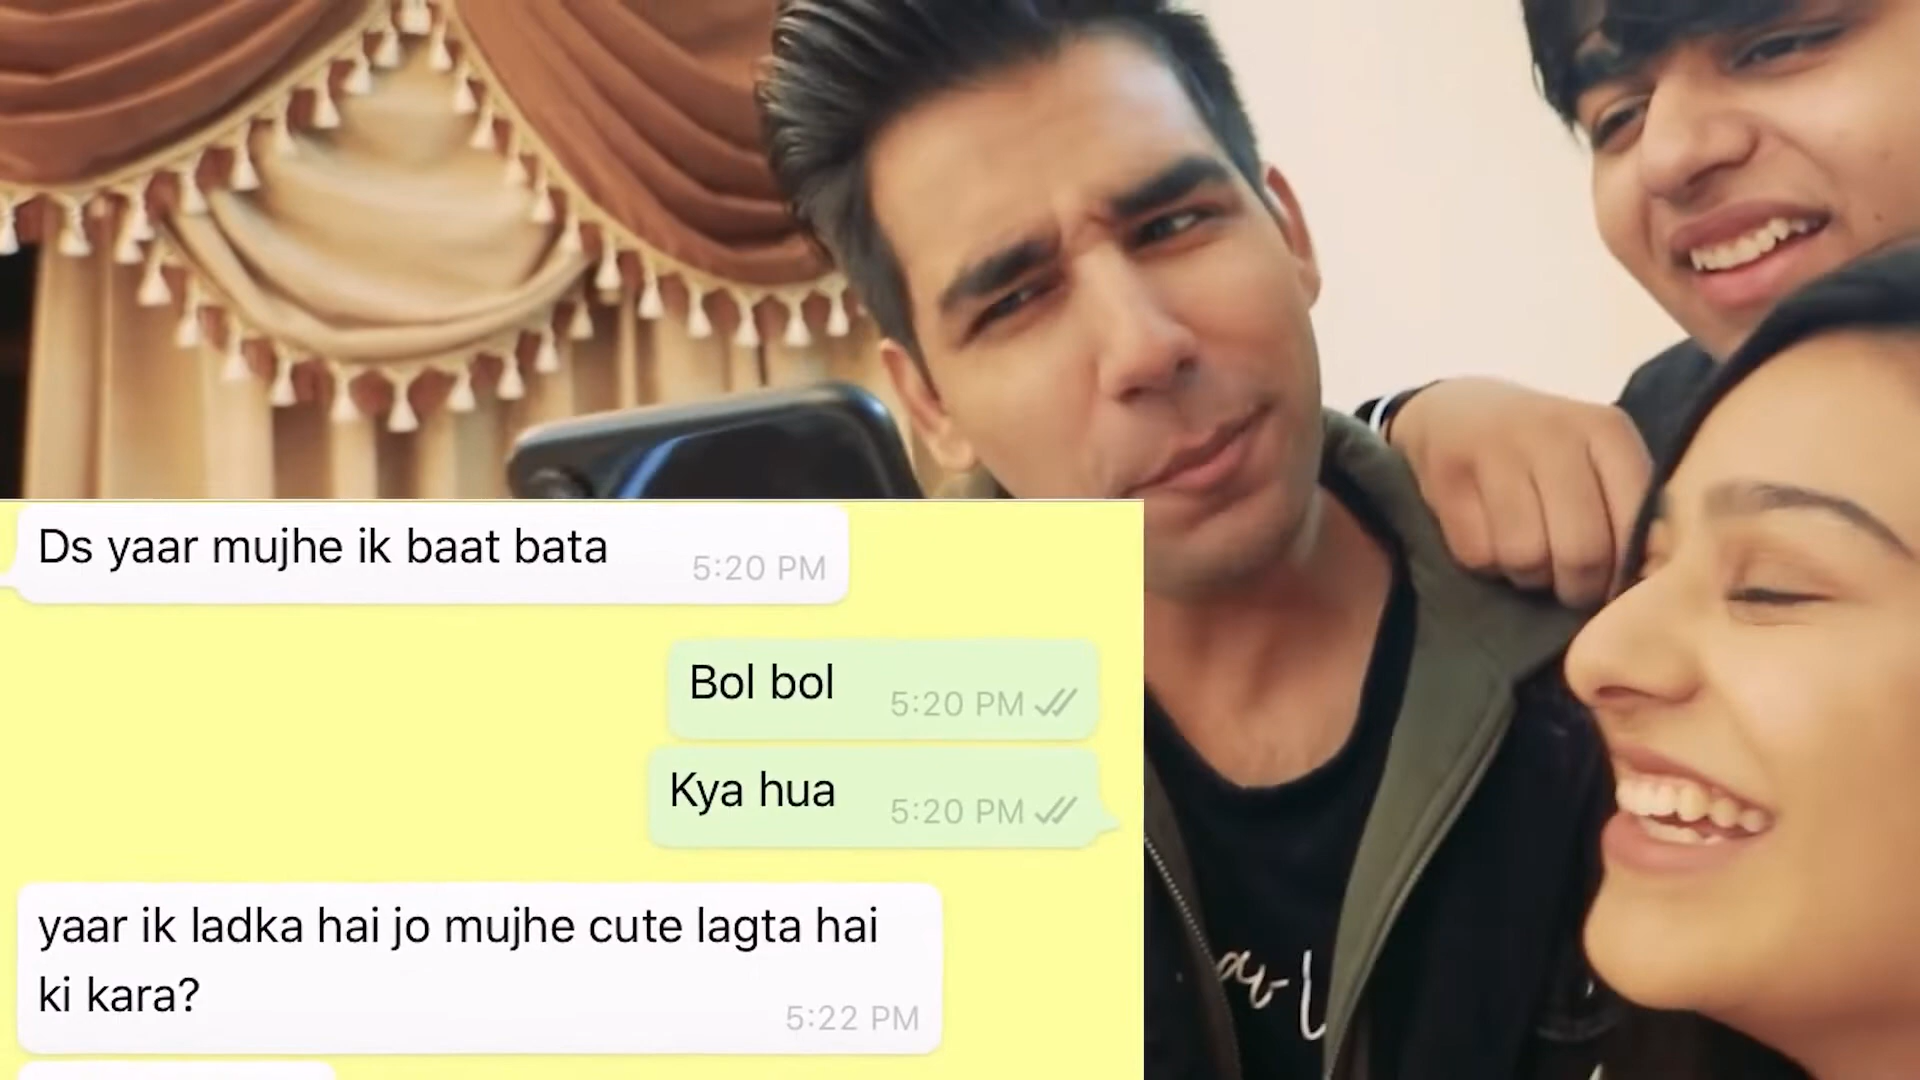 Ds yaar mujhe ik baat bata
5:20 PM
Bol bol
5:20 PM
Kya hua
5:20 PM
yaar ik ladka hai jo mujhe cute lagta hai
ki kara?
5:22 PM